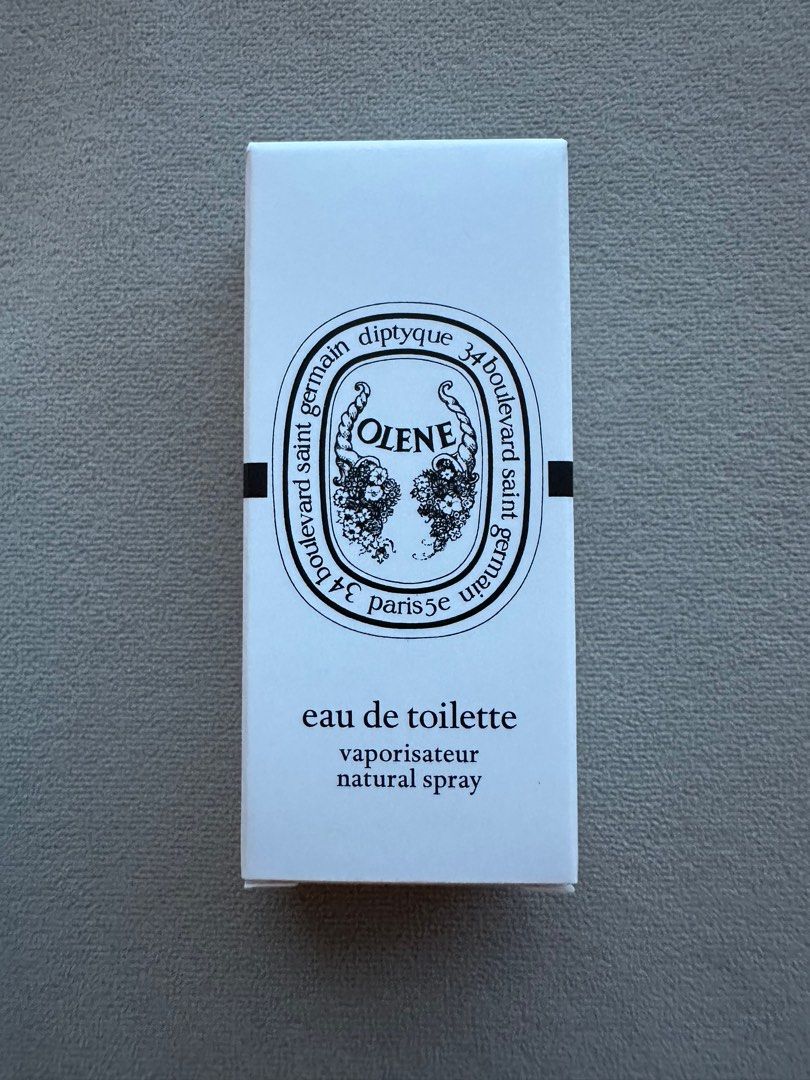 diptyque 34 boulevard saint germain paris 5e 34 boulevard saint germain
OLENE
eau de toilette
vaporisateur
natural spray